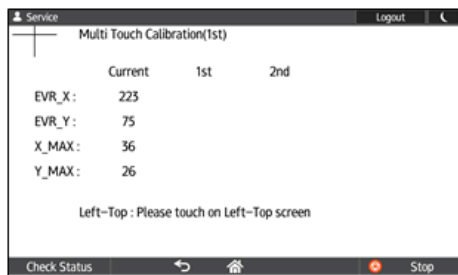 Service Logout
Multi Touch Calibration(1st)
Current 1st 2nd
EVR_X : 223
EVR_Y : 75
X_MAX : 36
Y_MAX : 26
Left-Top : Please touch on Left-Top screen
Check Status Stop